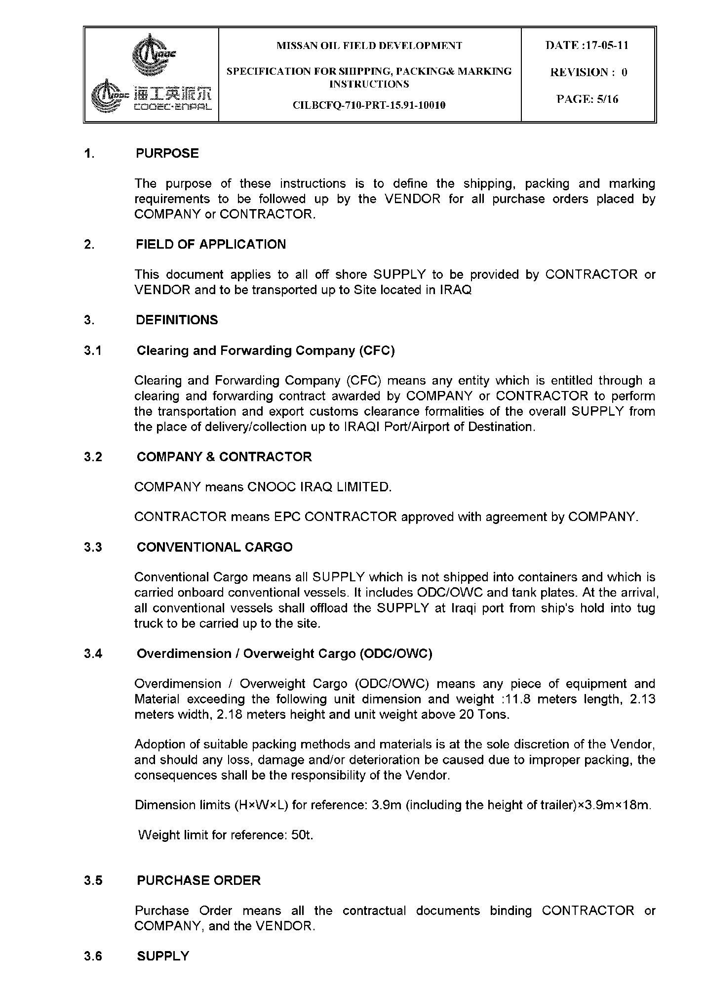 CNOOC
CNOOC 海工英派尔
COOEC·ENPAL
MISSAN OIL FIELD DEVELOPMENT
SPECIFICATION FOR SHIPPING, PACKING& MARKING
INSTRUCTIONS
CILBCFQ-710-PRT-15.91-10010
DATE :17-05-11
REVISION : 0
PAGE: 5/16
1. PURPOSE
The purpose of these instructions is to define the shipping, packing and marking
requirements to be followed up by the VENDOR for all purchase orders placed by
COMPANY or CONTRACTOR.
2. FIELD OF APPLICATION
This document applies to all off shore SUPPLY to be provided by CONTRACTOR or
VENDOR and to be transported up to Site located in IRAQ
3. DEFINITIONS
3.1 Clearing and Forwarding Company (CFC)
Clearing and Forwarding Company (CFC) means any entity which is entitled through a
clearing and forwarding contract awarded by COMPANY or CONTRACTOR to perform
the transportation and export customs clearance formalities of the overall SUPPLY from
the place of delivery/collection up to IRAQI Port/Airport of Destination.
3.2 COMPANY & CONTRACTOR
COMPANY means CNOOC IRAQ LIMITED.
CONTRACTOR means EPC CONTRACTOR approved with agreement by COMPANY.
3.3 CONVENTIONAL CARGO
Conventional Cargo means all SUPPLY which is not shipped into containers and which is
carried onboard conventional vessels. It includes ODC/OWC and tank plates. At the arrival,
all conventional vessels shall offload the SUPPLY at Iraqi port from ship's hold into tug
truck to be carried up to the site.
3.4 Overdimension / Overweight Cargo (ODC/OWC)
Overdimension / Overweight Cargo (ODC/OWC) means any piece of equipment and
Material exceeding the following unit dimension and weight :11.8 meters length, 2.13
meters width, 2.18 meters height and unit weight above 20 Tons.
Adoption of suitable packing methods and materials is at the sole discretion of the Vendor,
and should any loss, damage and/or deterioration be caused due to improper packing, the
consequences shall be the responsibility of the Vendor.
Dimension limits (H×W×L) for reference: 3.9m (including the height of trailer)×3.9m×18m.
Weight limit for reference: 50t.
3.5 PURCHASE ORDER
Purchase Order means all the contractual documents binding CONTRACTOR or
COMPANY, and the VENDOR.
3.6 SUPPLY